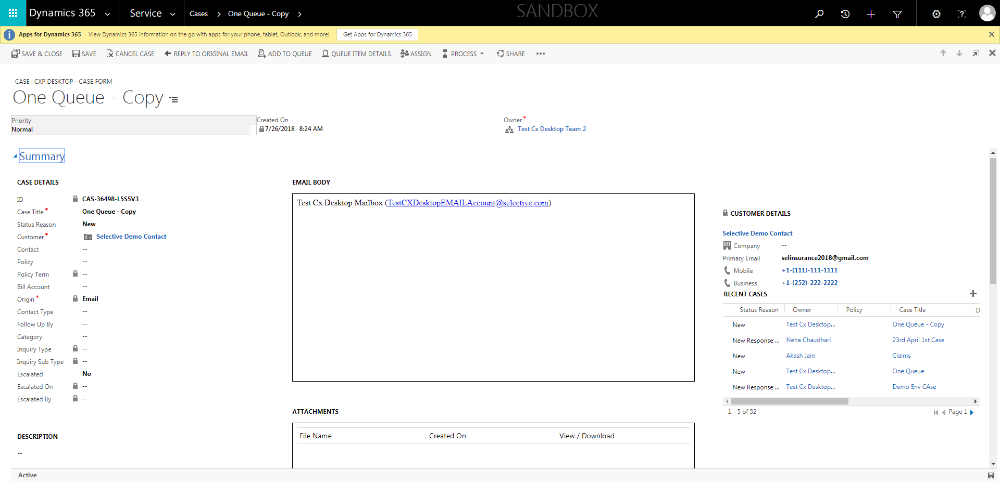 Dynamics 365 Service Cases One Queue - Copy SANDBOX
Apps for Dynamics 365 View Dynamics 365 information on the go with apps for your phone, tablet, Outlook, and more! Get Apps for Dynamics 365
SAVE & CLOSE SAVE CANCEL CASE REPLY TO ORIGINAL EMAIL ADD TO QUEUE QUEUE ITEM DETAILS ASSIGN PROCESS SHARE
CASE : CXP DESKTOP - CASE FORM
One Queue - Copy
Priority
Normal
Created On
7/26/2018 8:24 AM
Owner*
Test Cx Desktop Team 2
Summary
CASE DETAILS
ID CAS-36498-L5S5V3
Case Title* One Queue - Copy
Status Reason New
Customer* Selective Demo Contact
Contact --
Policy --
Policy Term --
Bill Account --
Origin* Email
Contact Type --
Follow Up By --
Category --
Inquiry Type --
Inquiry Sub Type --
Escalated No
Escalated On --
Escalated By --
DESCRIPTION
--
EMAIL BODY
Test Cx Desktop Mailbox (TestCXDesktopEMAILAccount@selective.com)
ATTACHMENTS
File Name Created On View / Download
CUSTOMER DETAILS
Selective Demo Contact
Company --
Primary Email selinsurance2018@gmail.com
Mobile +1-(111)-111-1111
Business +1-(252)-222-2222
RECENT CASES
Status Reason Owner Policy Case Title D
New Test Cx Desktop... One Queue - Copy
New Response ... Neha Chaudhari 23rd April 1st Case
New Akash Jain Claims
New Test Cx Desktop... One Queue
New Response ... Test Cx Desktop... Demo Env CAse
1 - 5 of 52 Page 1
Active